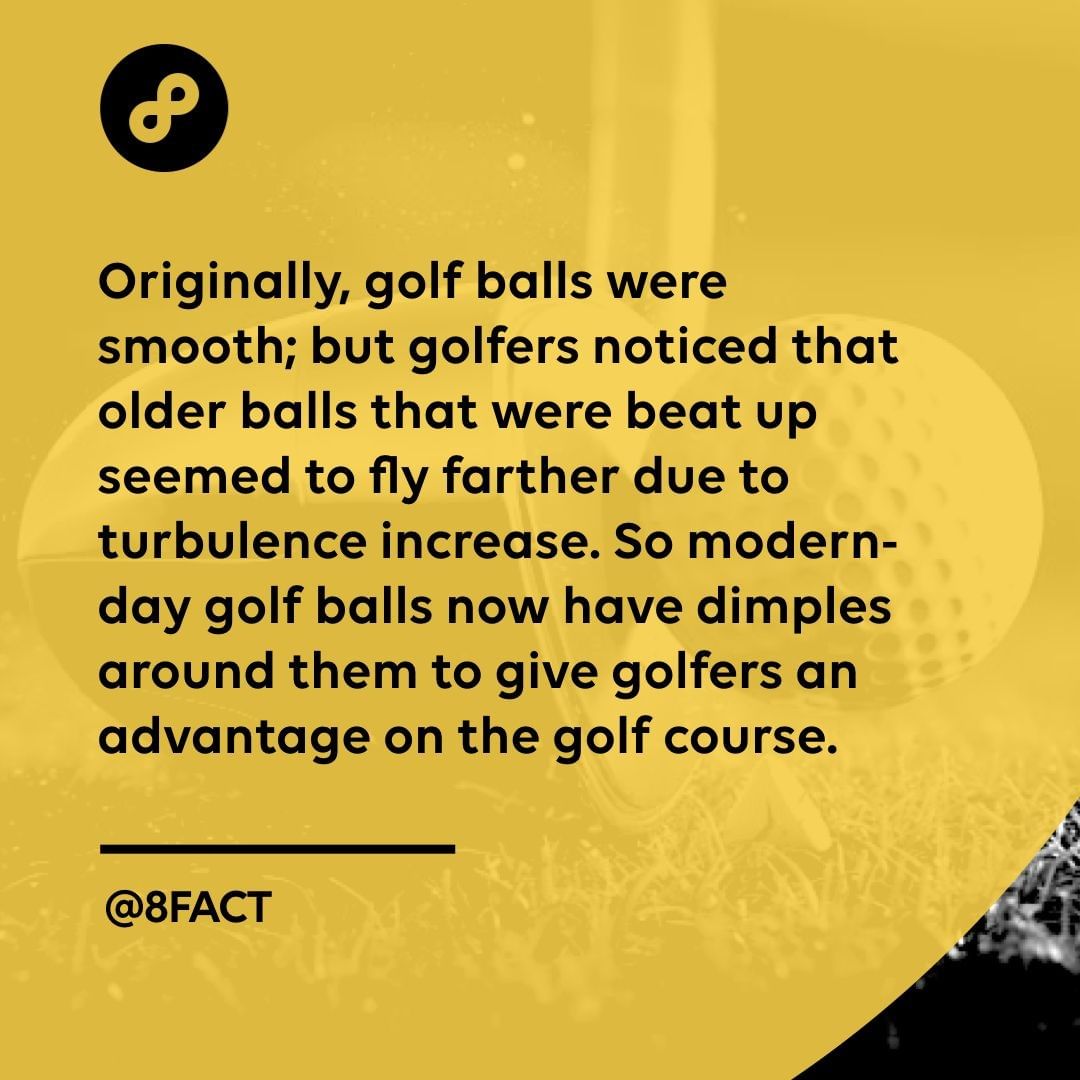 Originally, golf balls were
smooth; but golfers noticed that
older balls that were beat up
seemed to fly farther due to
turbulence increase. So modern-
day golf balls now have dimples
around them to give golfers an
advantage on the golf course.
@8FACT